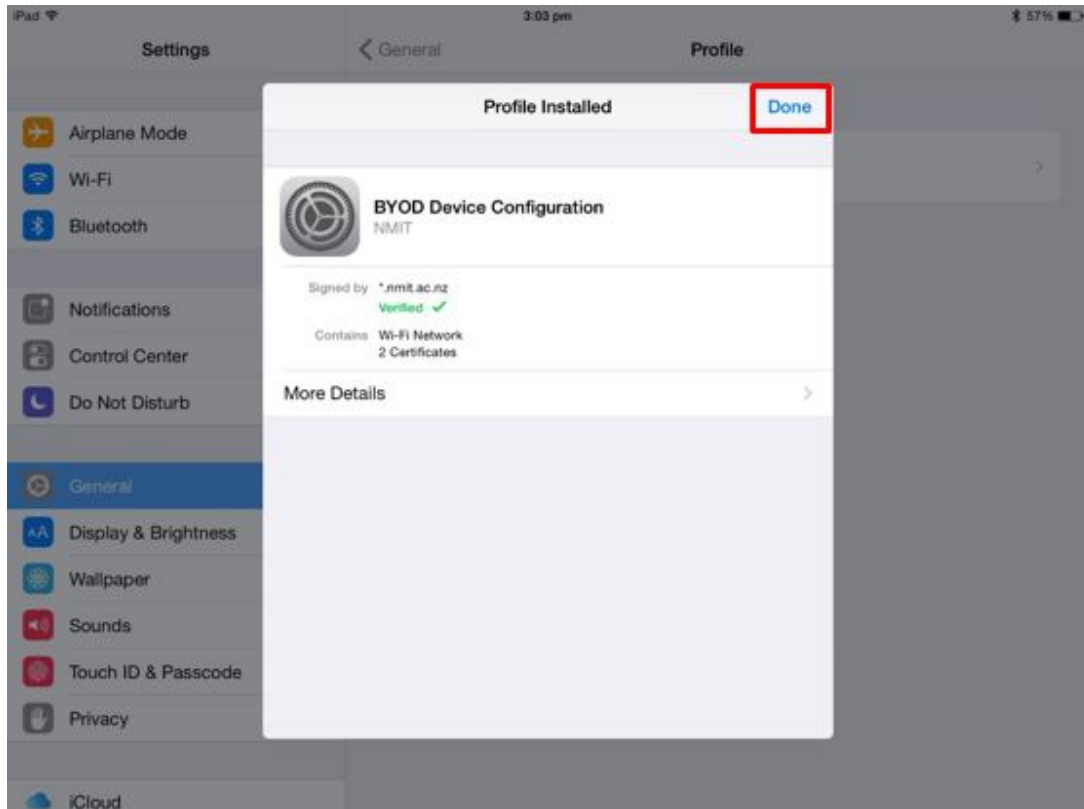 iPad 3:03 pm 57%
Settings
General Profile
Profile Installed Done
Airplane Mode
Wi-Fi
Bluetooth
Notifications
Control Center
Do Not Disturb
General
Display & Brightness
Wallpaper
Sounds
Touch ID & Passcode
Privacy
iCloud
BYOD Device Configuration
NMIT
Signed by *.nmit.ac.nz
Verified ✓
Contains Wi-Fi Network
2 Certificates
More Details
AA